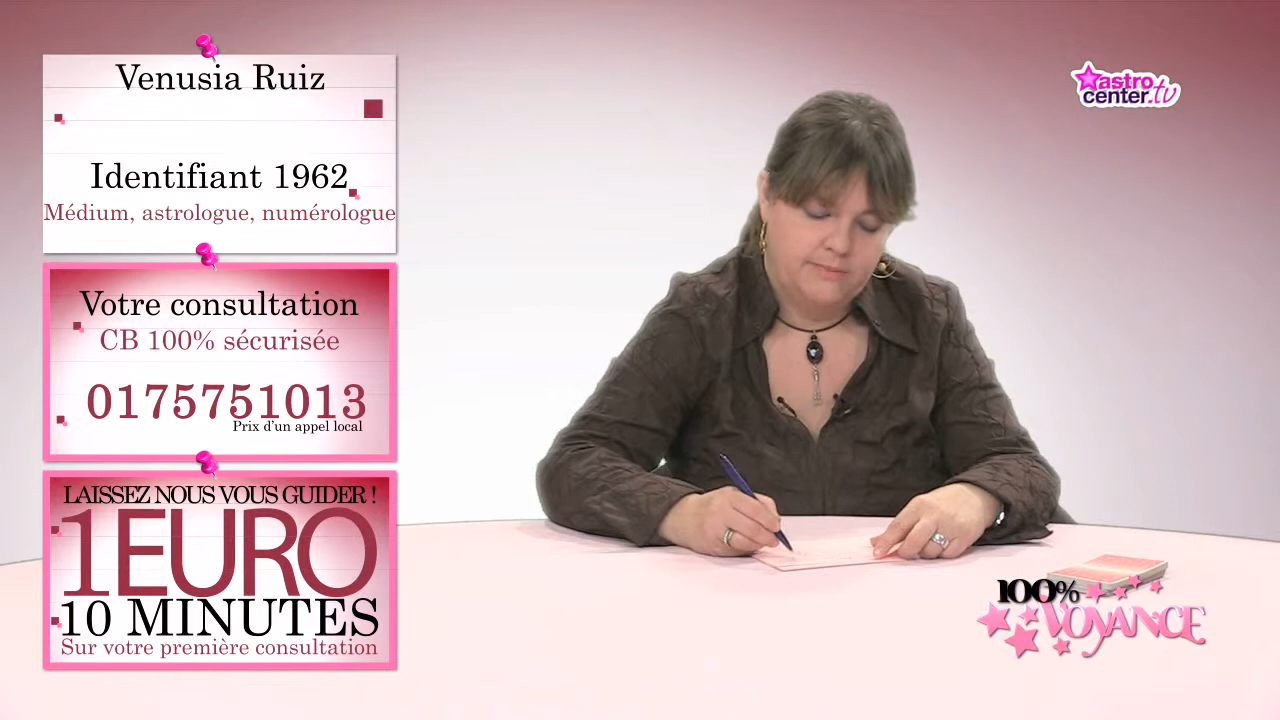 Venusia Ruiz
Identifiant 1962
Médium, astrologue, numérologue
Votre consultation
CB 100% sécurisée
0175751013
Prix d'un appel local
LAISSEZ NOUS VOUS GUIDER !
1EURO
10 MINUTES
Sur votre première consultation
astro
center.tv
100%
VOYANCE